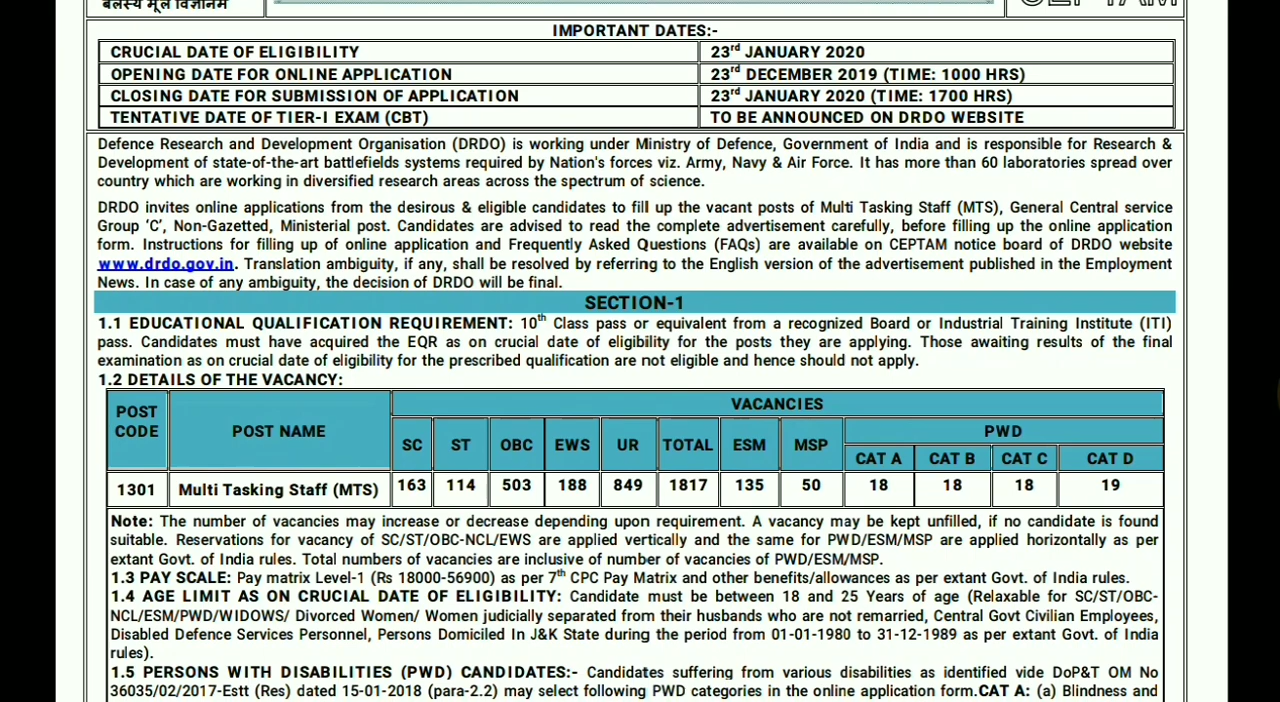 बलस्य मूलं विज्ञानम्
CEPTAM
IMPORTANT DATES:-
CRUCIAL DATE OF ELIGIBILITY 23rd JANUARY 2020
OPENING DATE FOR ONLINE APPLICATION 23rd DECEMBER 2019 (TIME: 1000 HRS)
CLOSING DATE FOR SUBMISSION OF APPLICATION 23rd JANUARY 2020 (TIME: 1700 HRS)
TENTATIVE DATE OF TIER-I EXAM (CBT) TO BE ANNOUNCED ON DRDO WEBSITE
Defence Research and Development Organisation (DRDO) is working under Ministry of Defence, Government of India and is responsible for Research &
Development of state-of-the-art battlefields systems required by Nation's forces viz. Army, Navy & Air Force. It has more than 60 laboratories spread over
country which are working in diversified research areas across the spectrum of science.
DRDO invites online applications from the desirous & eligible candidates to fill up the vacant posts of Multi Tasking Staff (MTS), General Central service
Group ‘C’, Non-Gazetted, Ministerial post. Candidates are advised to read the complete advertisement carefully, before filling up the online application
form. Instructions for filling up of online application and Frequently Asked Questions (FAQs) are available on CEPTAM notice board of DRDO website
www.drdo.gov.in. Translation ambiguity, if any, shall be resolved by referring to the English version of the advertisement published in the Employment
News. In case of any ambiguity, the decision of DRDO will be final.
SECTION-1
1.1 EDUCATIONAL QUALIFICATION REQUIREMENT: 10th Class pass or equivalent from a recognized Board or Industrial Training Institute (ITI)
pass. Candidates must have acquired the EQR as on crucial date of eligibility for the posts they are applying. Those awaiting results of the final
examination as on crucial date of eligibility for the prescribed qualification are not eligible and hence should not apply.
1.2 DETAILS OF THE VACANCY:
POST CODE POST NAME VACANCIES
SC ST OBC EWS UR TOTAL ESM MSP PWD
CAT A CAT B CAT C CAT D
1301 Multi Tasking Staff (MTS) 163 114 503 188 849 1817 135 50 18 18 18 19
Note: The number of vacancies may increase or decrease depending upon requirement. A vacancy may be kept unfilled, if no candidate is found
suitable. Reservations for vacancy of SC/ST/OBC-NCL/EWS are applied vertically and the same for PWD/ESM/MSP are applied horizontally as per
extant Govt. of India rules. Total numbers of vacancies are inclusive of number of vacancies of PWD/ESM/MSP.
1.3 PAY SCALE: Pay matrix Level-1 (Rs 18000-56900) as per 7th CPC Pay Matrix and other benefits/allowances as per extant Govt. of India rules.
1.4 AGE LIMIT AS ON CRUCIAL DATE OF ELIGIBILITY: Candidate must be between 18 and 25 Years of age (Relaxable for SC/ST/OBC-
NCL/ESM/PWD/WIDOWS/ Divorced Women/ Women judicially separated from their husbands who are not remarried, Central Govt Civilian Employees,
Disabled Defence Services Personnel, Persons Domiciled In J&K State during the period from 01-01-1980 to 31-12-1989 as per extant Govt. of India
rules).
1.5 PERSONS WITH DISABILITIES (PWD) CANDIDATES:- Candidates suffering from various disabilities as identified vide DoP&T OM No
36035/02/2017-Estt (Res) dated 15-01-2018 (para-2.2) may select following PWD categories in the online application form.CAT A: (a) Blindness and